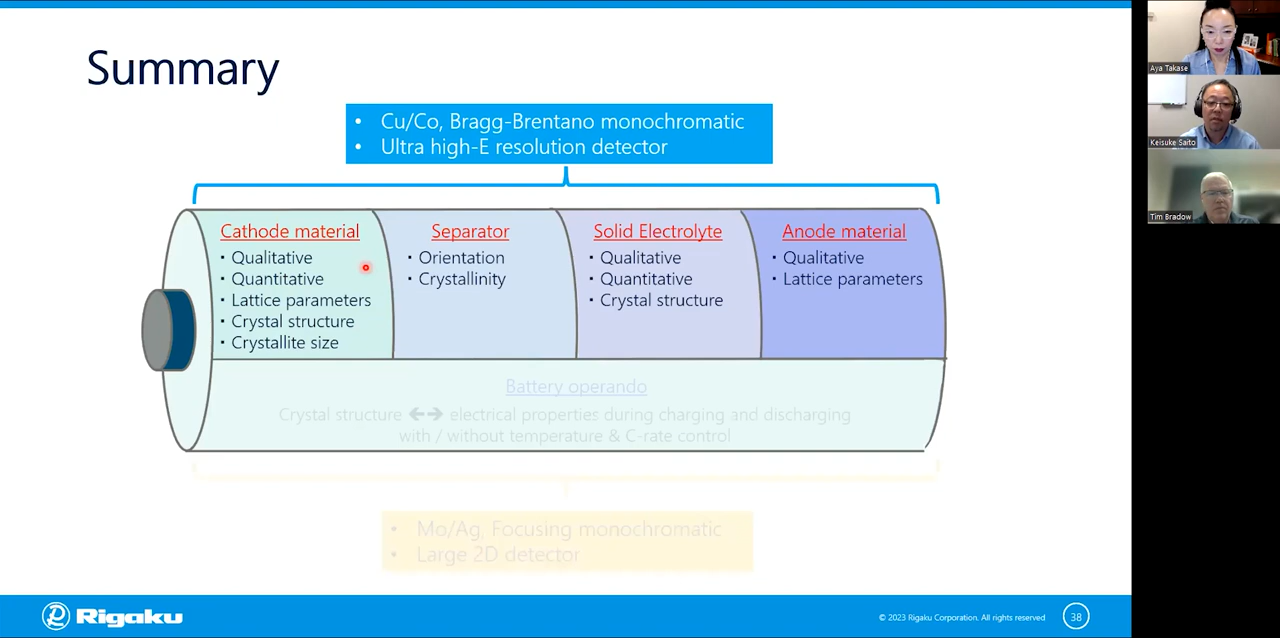 Summary
• Cu/Co, Bragg-Brentano monochromatic
• Ultra high-E resolution detector
Cathode material
· Qualitative
· Quantitative
· Lattice parameters
· Crystal structure
· Crystallite size
Separator
· Orientation
· Crystallinity
Solid Electrolyte
· Qualitative
· Quantitative
· Crystal structure
Anode material
· Qualitative
· Lattice parameters
Battery operando
Crystal structure ↔ electrical properties during charging and discharging
with / without temperature & C-rate control
• Mo/Ag, Focusing monochromatic
• Large 2D detector
Rigaku
© 2023 Rigaku Corporation. All rights reserved
38
Aya Takase
Keisuke Saito
Tim Bradow